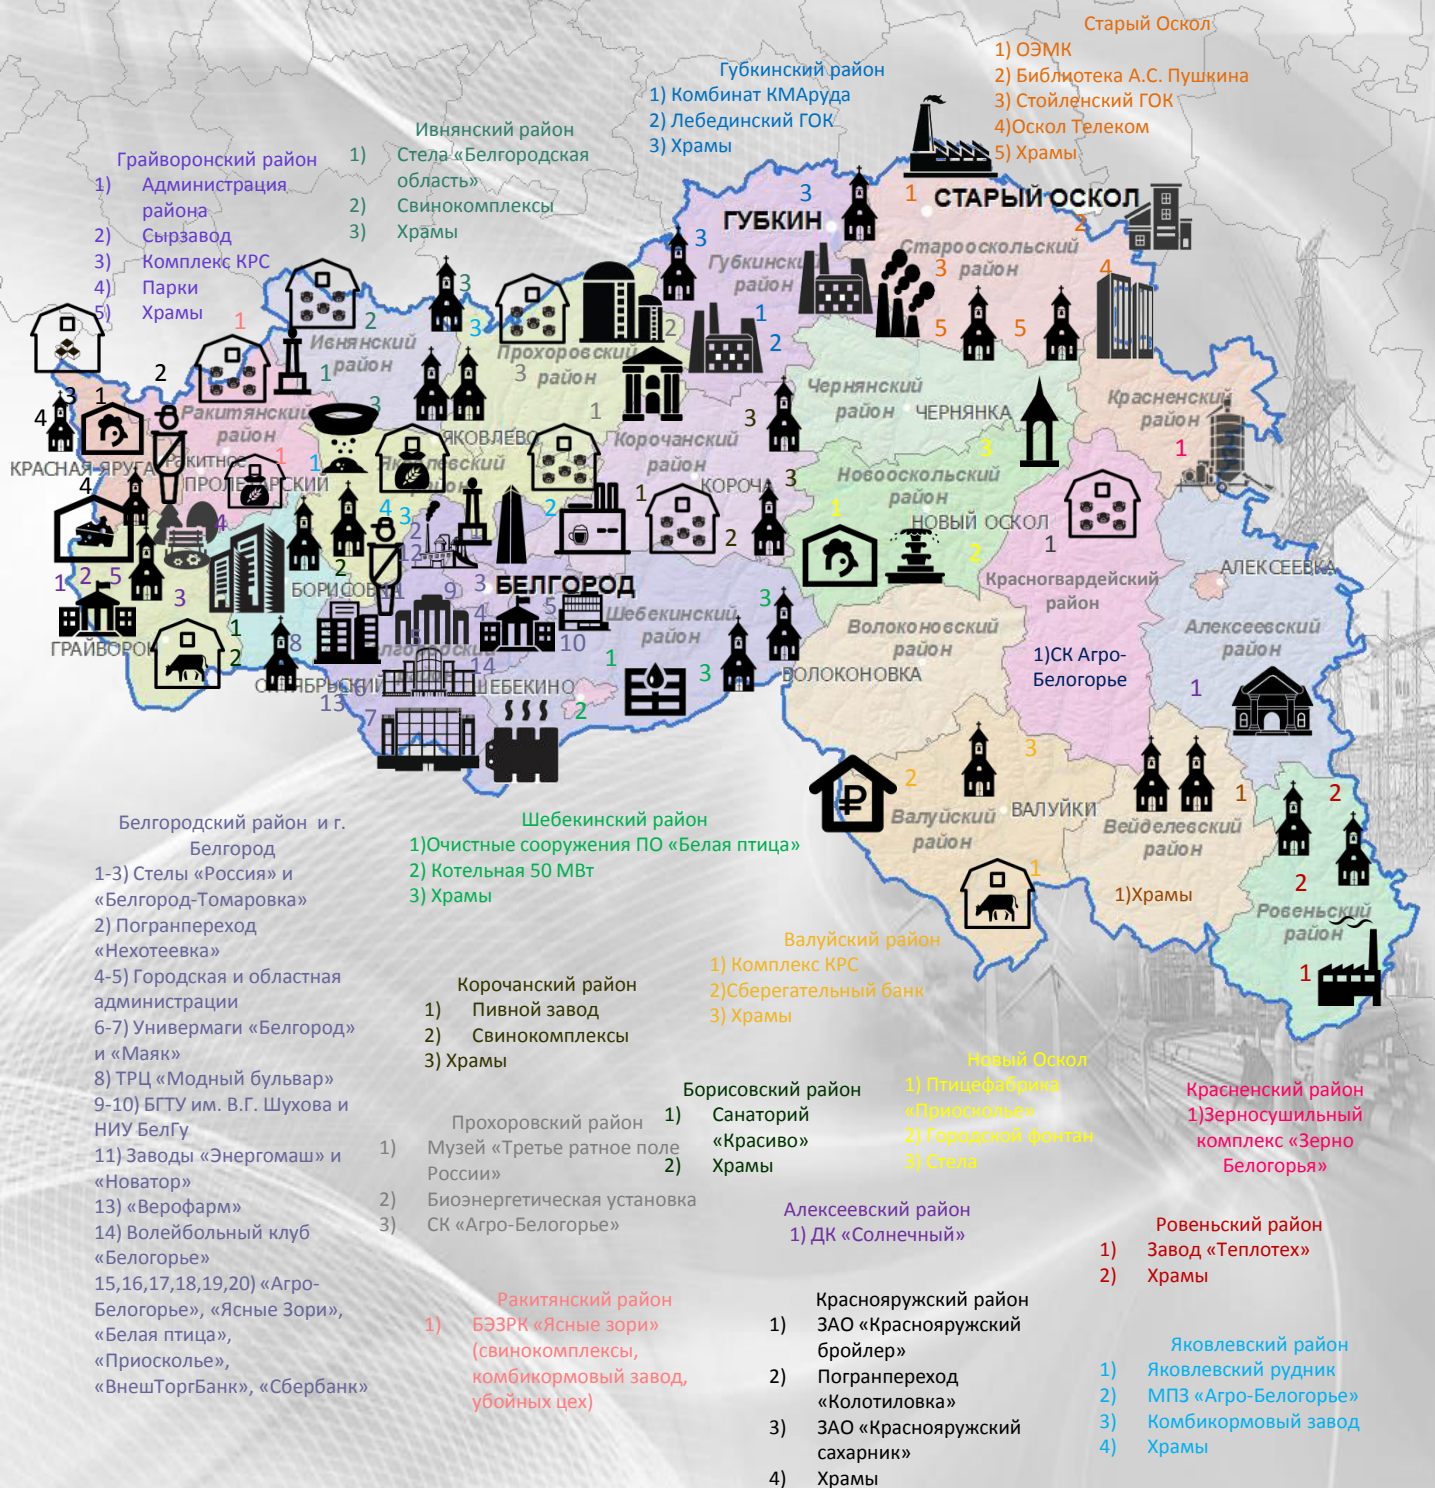 Старый Оскол
1) ОЭМК
2) Библиотека А.С. Пушкина
3) Стойленский ГОК
4)Оскол Телеком
5) Храмы
Губкинский район
1) Комбинат КМАруда
2) Лебединский ГОК
3) Храмы
Ивнянский район
1) Стела «Белгородская
область»
2) Свинокомплексы
3) Храмы
Грайворонский район
1) Администрация
района
2) Сырзавод
3) Комплекс КРС
4) Парки
5) Храмы
ГУБКИН
СТАРЫЙ ОСКОЛ
Губкинский
район
Старооскольский
район
Ивнянский
район
Прохоровский
район
Чернянский
район
ЧЕРНЯНКА
Красненский
район
Ракитянский
район
Ракитное
КРАСНАЯ ЯРУГА
ПРОЛЕТАРСКИЙ
ЯКОВЛЕВО
Корочанский
район
КОРОЧА
Новооскольский
район
НОВЫЙ ОСКОЛ
Красногвардейский
район
АЛЕКСЕЕВКА
Алексеевский
район
БЕЛГОРОД
Шебекинский
район
ШЕБЕКИНО
Волоконовский
район
ВОЛОКОНОВКА
1)СК Агро-
Белогорье
Валуйский
район
ВАЛУЙКИ
Вейделевский
район
1)Храмы
Ровеньский
район
Белгородский район и г.
Белгород
1-3) Стелы «Россия» и
«Белгород-Томаровка»
2) Погранпереход
«Нехотеевка»
4-5) Городская и областная
администрации
6-7) Универмаги «Белгород»
и «Маяк»
8) ТРЦ «Модный бульвар»
9-10) БГТУ им. В.Г. Шухова и
НИУ БелГу
11) Заводы «Энергомаш» и
«Новатор»
13) «Верофарм»
14) Волейбольный клуб
«Белогорье»
15,16,17,18,19,20) «Агро-
Белогорье», «Ясные Зори»,
«Белая птица»,
«Приосколье»,
«ВнешТоргБанк», «Сбербанк»
Шебекинский район
1)Очистные сооружения ПО «Белая птица»
2) Котельная 50 МВт
3) Храмы
Корочанский район
1) Пивной завод
2) Свинокомплексы
3) Храмы
Валуйский район
1) Комплекс КРС
2)Сберегательный банк
3) Храмы
Прохоровский район
1) Музей «Третье ратное поле
России»
2) Биоэнергетическая установка
3) СК «Агро-Белогорье»
Борисовский район
1) Санаторий
«Красиво»
2) Храмы
Новый Оскол
1) Птицефабрика
«Приосколье»
2) Городской фонтан
3) Стела
Красненский район
1)Зерносушильный
комплекс «Зерно
Белогорья»
Алексеевский район
1) ДК «Солнечный»
Ровеньский район
1) Завод «Теплотех»
2) Храмы
Ракитянский район
1) БЭЗРК «Ясные зори»
(свинокомплексы,
комбикормовый завод,
убойных цех)
Краснояружский район
1) ЗАО «Краснояружский
бройлер»
2) Погранпереход
«Колотиловка»
3) ЗАО «Краснояружский
сахарник»
4) Храмы
Яковлевский район
1) Яковлевский рудник
2) МПЗ «Агро-Белогорье»
3) Комбикормовый завод
4) Храмы